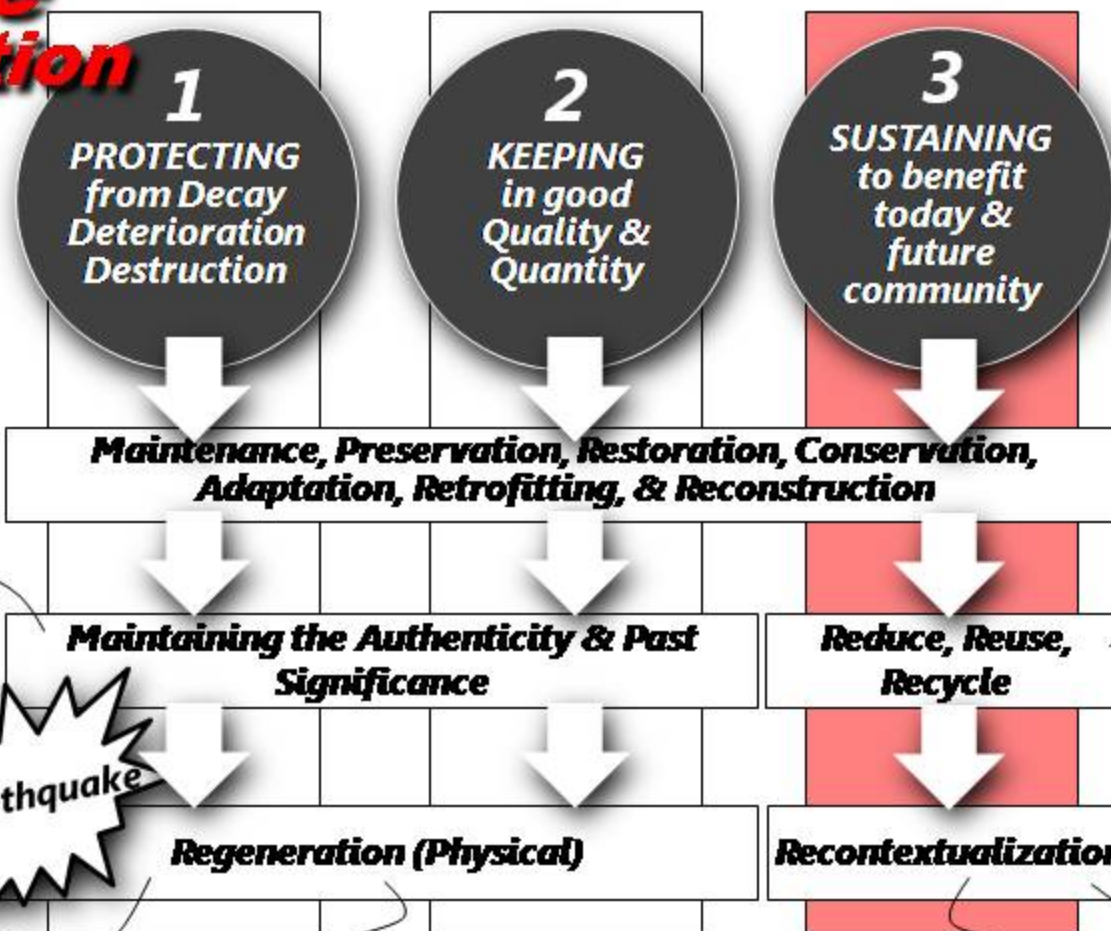 tion
1
PROTECTING
from Decay
Deterioration
Destruction
2
KEEPING
in good
Quality &
Quantity
3
SUSTAINING
to benefit
today &
future
community
Maintenance, Preservation, Restoration, Conservation,
Adaptation, Retrofitting, & Reconstruction
Maintaining the Authenticity & Past
Significance
Reduce, Reuse,
Recycle
thquake
Regeneration (Physical)
Recontextualization